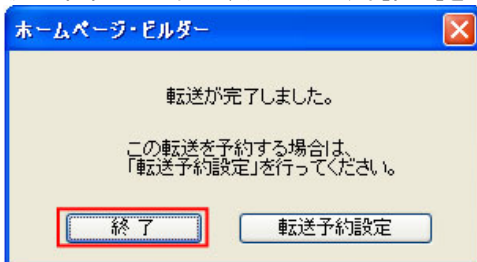 ホームページ・ビルダー
転送が完了しました。
この転送を予約する場合は、
「転送予約設定」を行ってください。
終了
転送予約設定